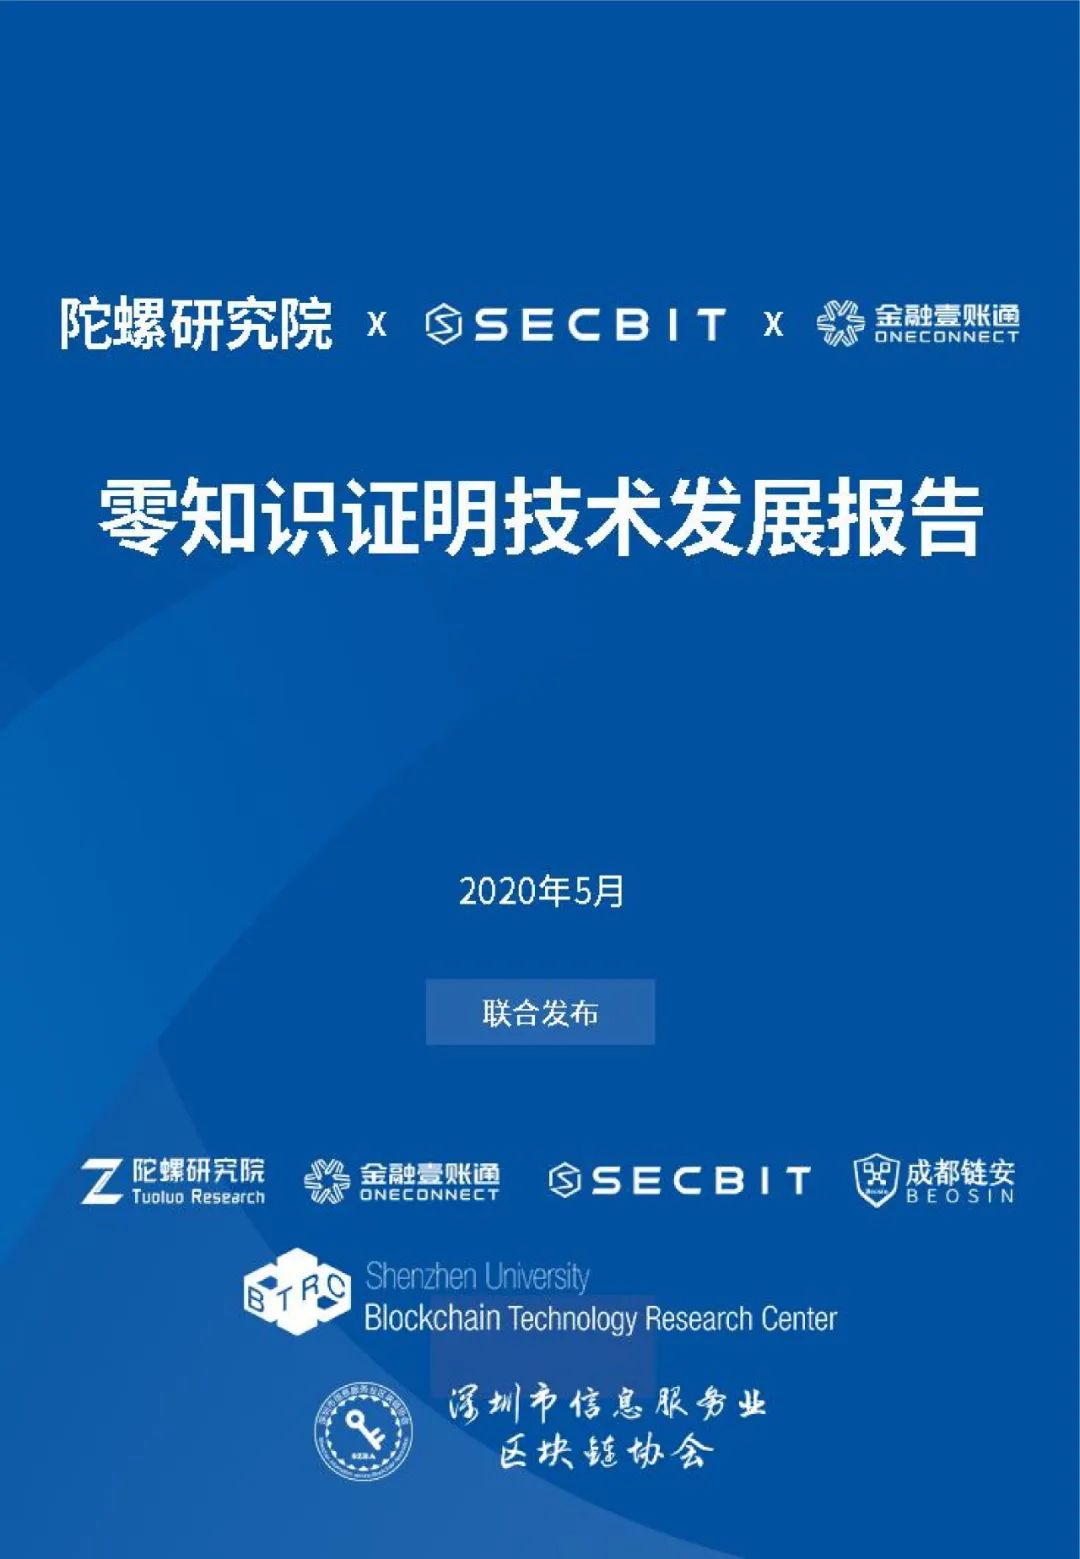 陀螺研究院 X SECBIT X 金融壹账通
ONECONNECT
零知识证明技术发展报告
2020年5月
联合发布
陀螺研究院 金融壹账通 SECBIT 成都链安
Tuoluo Research ONECONNECT BEOSIN
BTRC
Shenzhen University
Blockchain Technology Research Center
深圳市信息服务业
区块链协会
SZBA